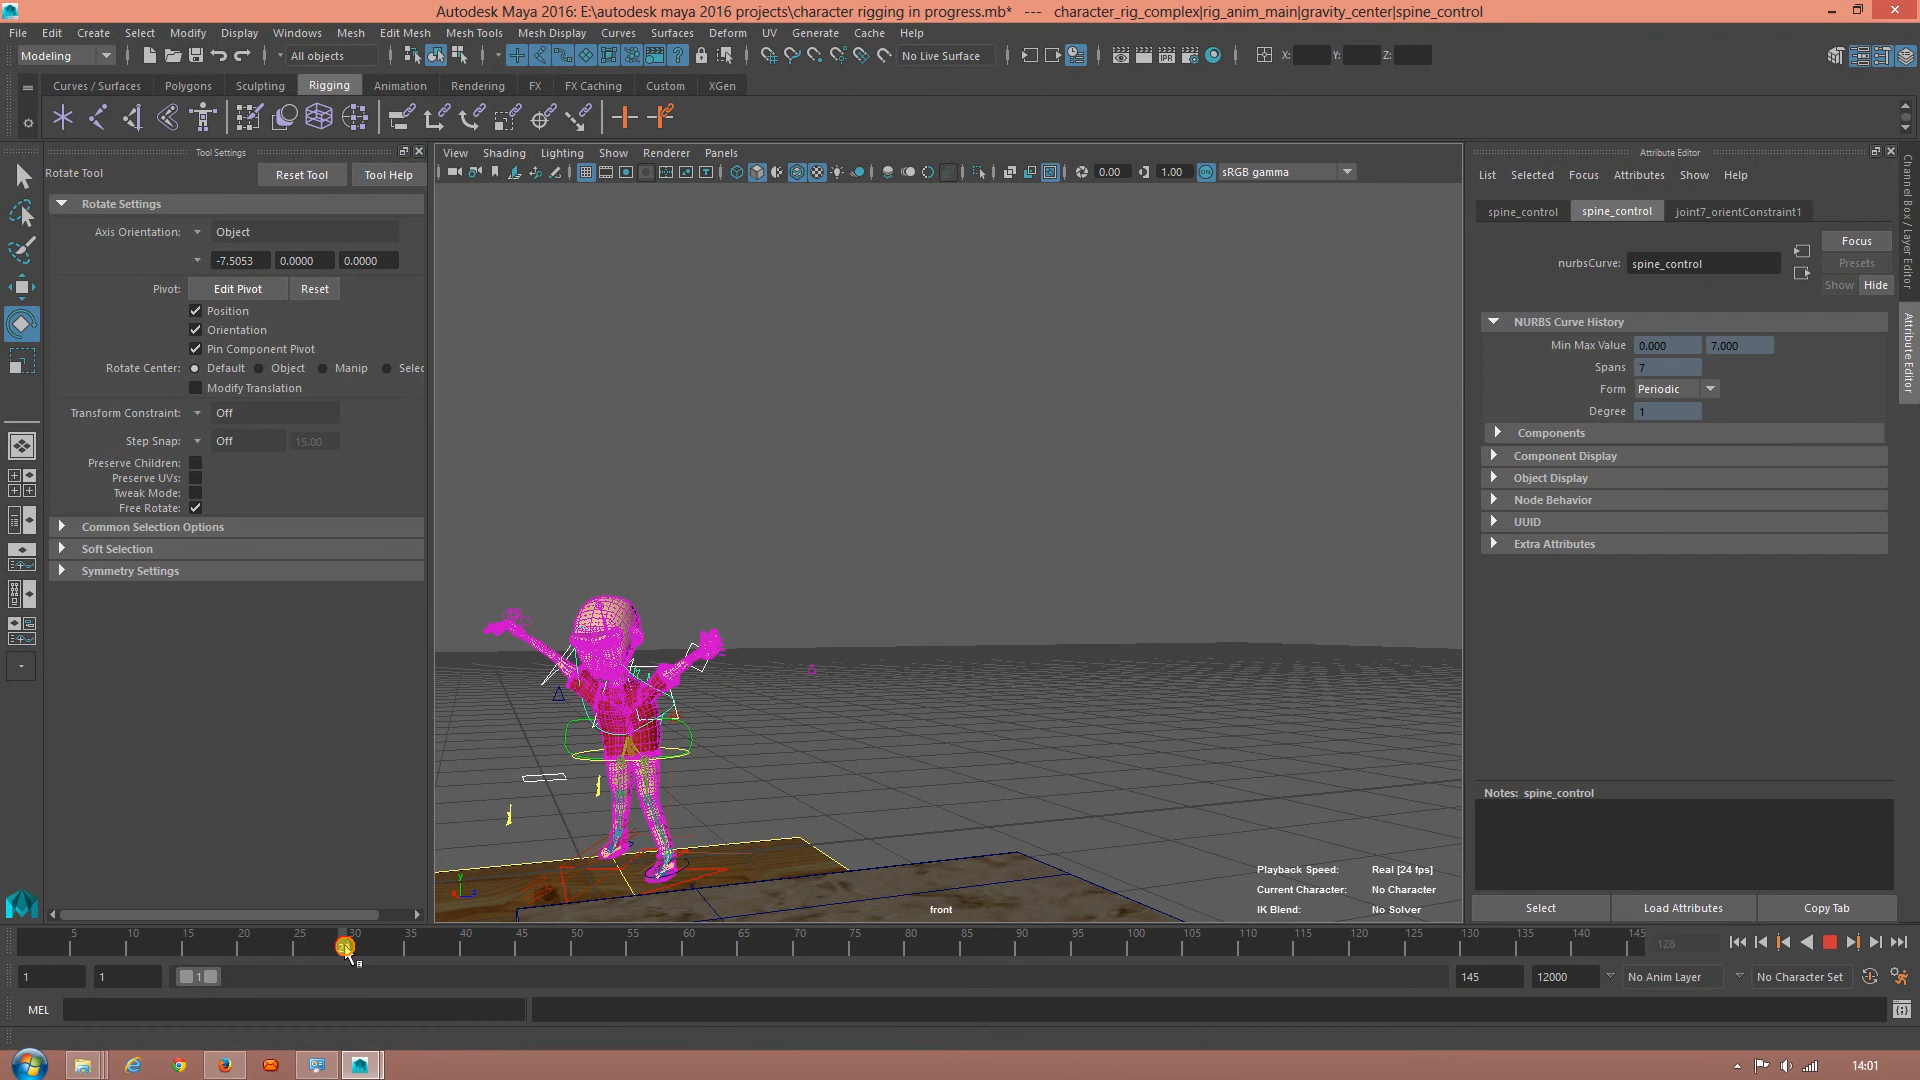 Autodesk Maya 2016: E:\autodesk maya 2016 projects\character rigging in progress.mb* --- character_rig_complex|rig_anim_main|gravity_center|spine_control
File Edit Create Select Modify Display Windows Mesh Edit Mesh Mesh Tools Mesh Display Curves Surfaces Deform UV Generate Cache Help
Modeling All objects No Live Surface X: Y: Z:
Curves / Surfaces Polygons Sculpting Rigging Animation Rendering FX FX Caching Custom XGen
Tool Settings
Rotate Tool Reset Tool Tool Help
Rotate Settings
Axis Orientation: Object
-7.5053 0.0000 0.0000
Pivot: Edit Pivot Reset
Position
Orientation
Pin Component Pivot
Rotate Center: Default Object Manip Selec
Modify Translation
Transform Constraint: Off
Step Snap: Off 15.00
Preserve Children:
Preserve UVs:
Tweak Mode:
Free Rotate:
Common Selection Options
Soft Selection
Symmetry Settings
View Shading Lighting Show Renderer Panels
0.00 1.00 sRGB gamma
Playback Speed: Real [24 fps]
Current Character: No Character
IK Blend: No Solver
front
Attribute Editor
List Selected Focus Attributes Show Help
spine_control spine_control joint7_orientConstraint1
Focus
nurbsCurve: spine_control
Presets
Show Hide
NURBS Curve History
Min Max Value 0.000 7.000
Spans 7
Form Periodic
Degree 1
Components
Component Display
Object Display
Node Behavior
UUID
Extra Attributes
Notes: spine_control
Select Load Attributes Copy Tab
Channel Box / Layer Editor
Attribute Editor
5 10 15 20 25 30 35 40 45 50 55 60 65 70 75 80 85 90 95 100 105 110 115 120 125 130 135 140 145
128
1 1 1 145 12000 No Anim Layer No Character Set
MEL
14:01